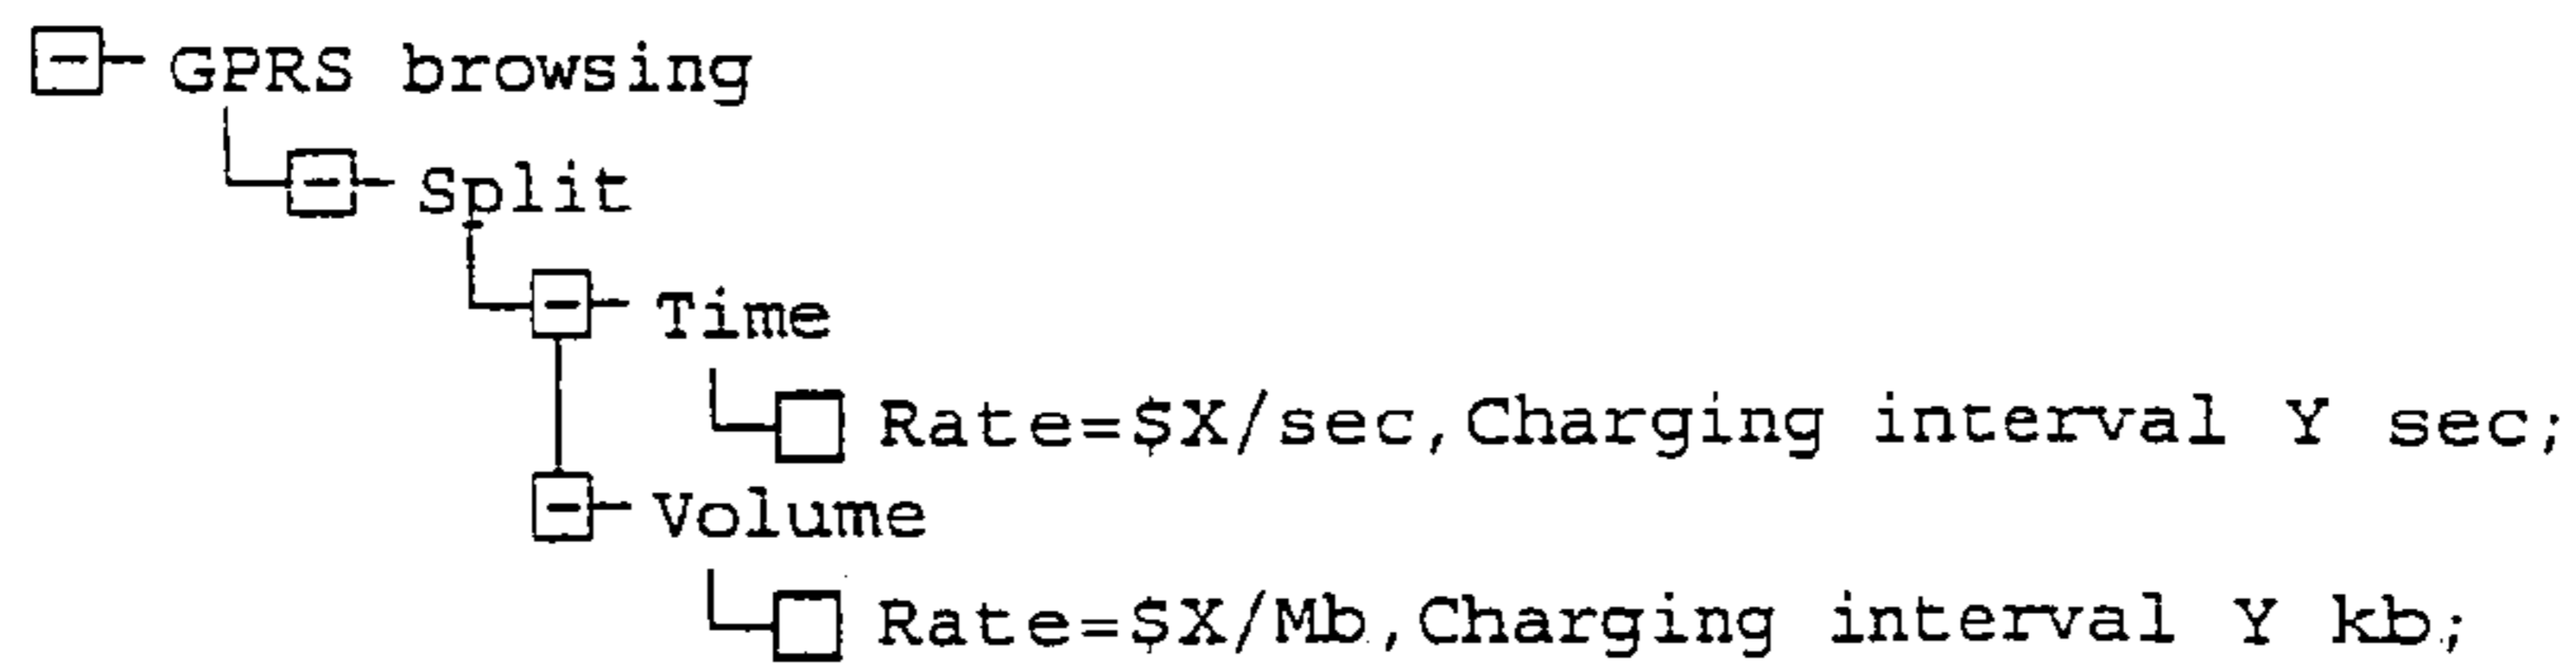 GPRS browsing
Split
Time
Rate=$X/sec,Charging interval Y sec;
Volume
Rate=$X/Mb,Charging interval Y kb;